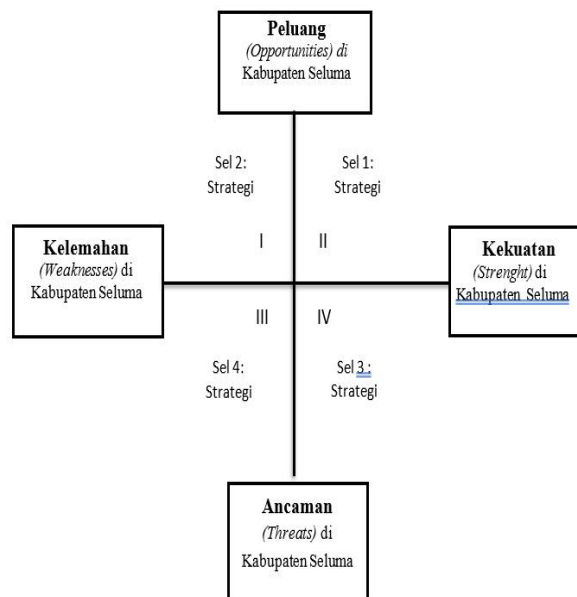 Peluang
(Opportunities) di
Kabupaten Seluma
Sel 2:
Strategi
Sel 1:
Strategi
I
II
Kelemahan
(Weaknesses) di
Kabupaten Seluma
Kekuatan
(Strenght) di
Kabupaten Seluma
III
IV
Sel 4:
Strategi
Sel 3 :
Strategi
Ancaman
(Threats) di
Kabupaten Seluma